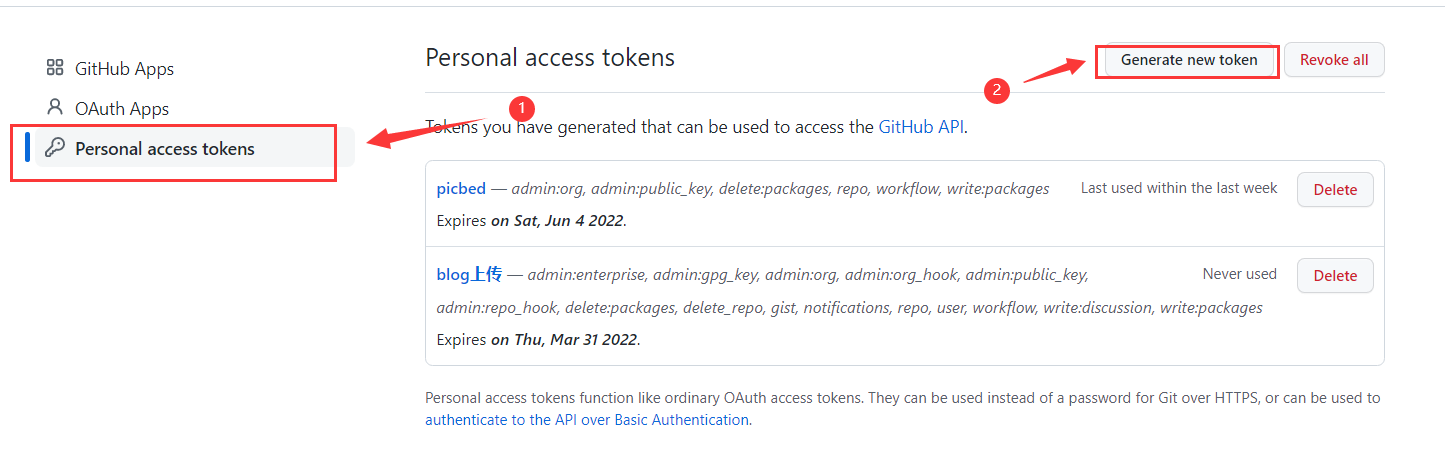 GitHub Apps
OAuth Apps
Personal access tokens
1
Personal access tokens
2
Generate new token
Revoke all
Tokens you have generated that can be used to access the GitHub API.
picbed — admin:org, admin:public_key, delete:packages, repo, workflow, write:packages
Last used within the last week
Delete
Expires on Sat, Jun 4 2022.
blog上传 — admin:enterprise, admin:gpg_key, admin:org, admin:org_hook, admin:public_key,
admin:repo_hook, delete:packages, delete_repo, gist, notifications, repo, user, workflow, write:discussion, write:packages
Never used
Delete
Expires on Thu, Mar 31 2022.
Personal access tokens function like ordinary OAuth access tokens. They can be used instead of a password for Git over HTTPS, or can be used to
authenticate to the API over Basic Authentication.